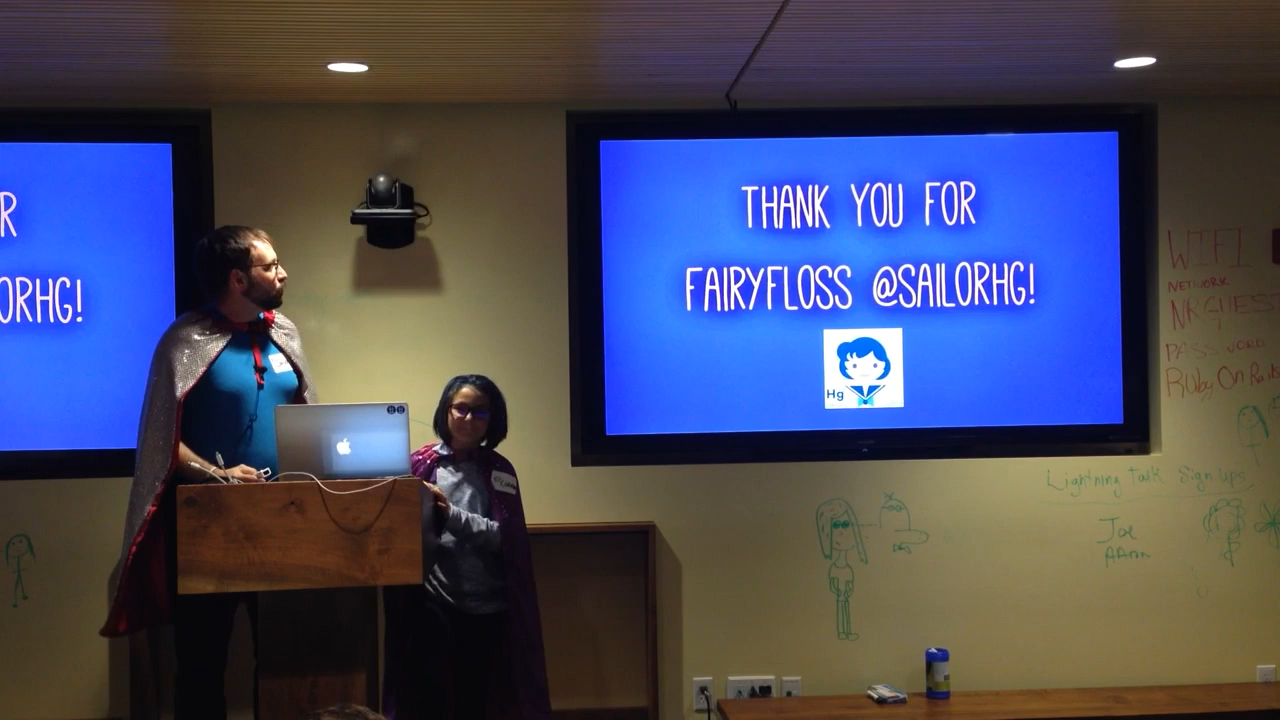 R
ORHG!
THANK YOU FOR
FAIRYFLOSS @SAILORHG!
Hg
WIFI
NETWORK
NRGUEST
PASSWORD
Ruby On Rails
Lightning Talk Sign ups
Joe
AAron